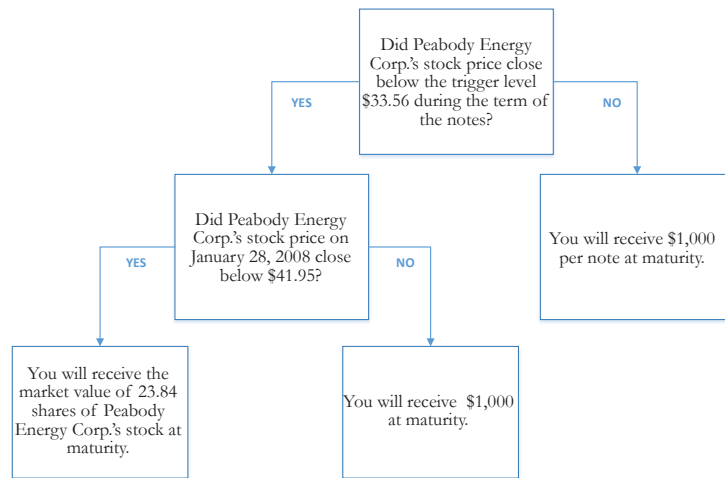 Did Peabody Energy
Corp.'s stock price close
below the trigger level
$33.56 during the term of
the notes?
YES
NO
Did Peabody Energy
Corp.'s stock price on
January 28, 2008 close
below $41.95?
You will receive $1,000
per note at maturity.
YES
NO
You will receive the
market value of 23.84
shares of Peabody
Energy Corp.'s stock at
maturity.
You will receive $1,000
at maturity.